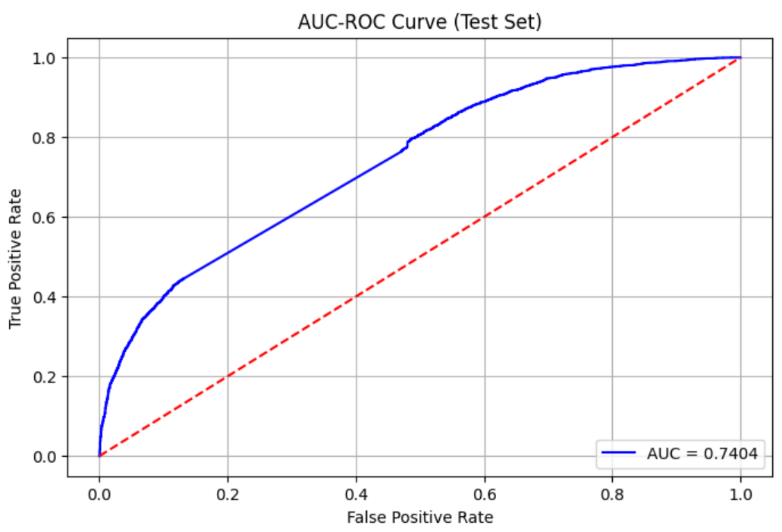 AUC-ROC Curve (Test Set)
1.0
0.8
0.6
0.4
0.2
0.0
True Positive Rate
AUC = 0.7404
0.0 0.2 0.4 0.6 0.8 1.0
False Positive Rate